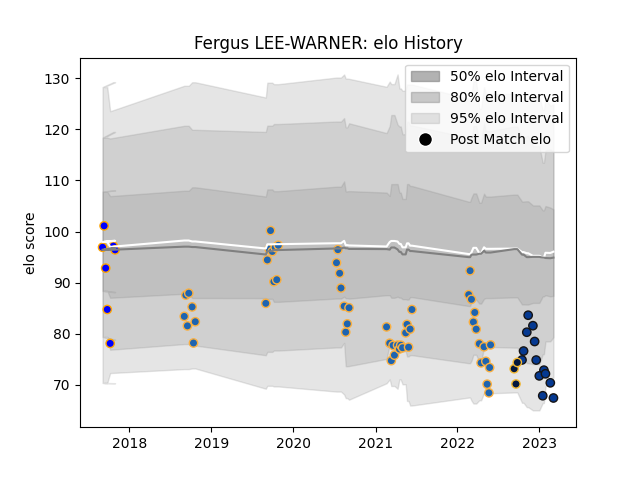 Fergus LEE-WARNER: elo History
50% elo Interval
80% elo Interval
95% elo Interval
Post Match elo
elo score
130
120
110
100
90
80
70
2018
2019
2020
2021
2022
2023